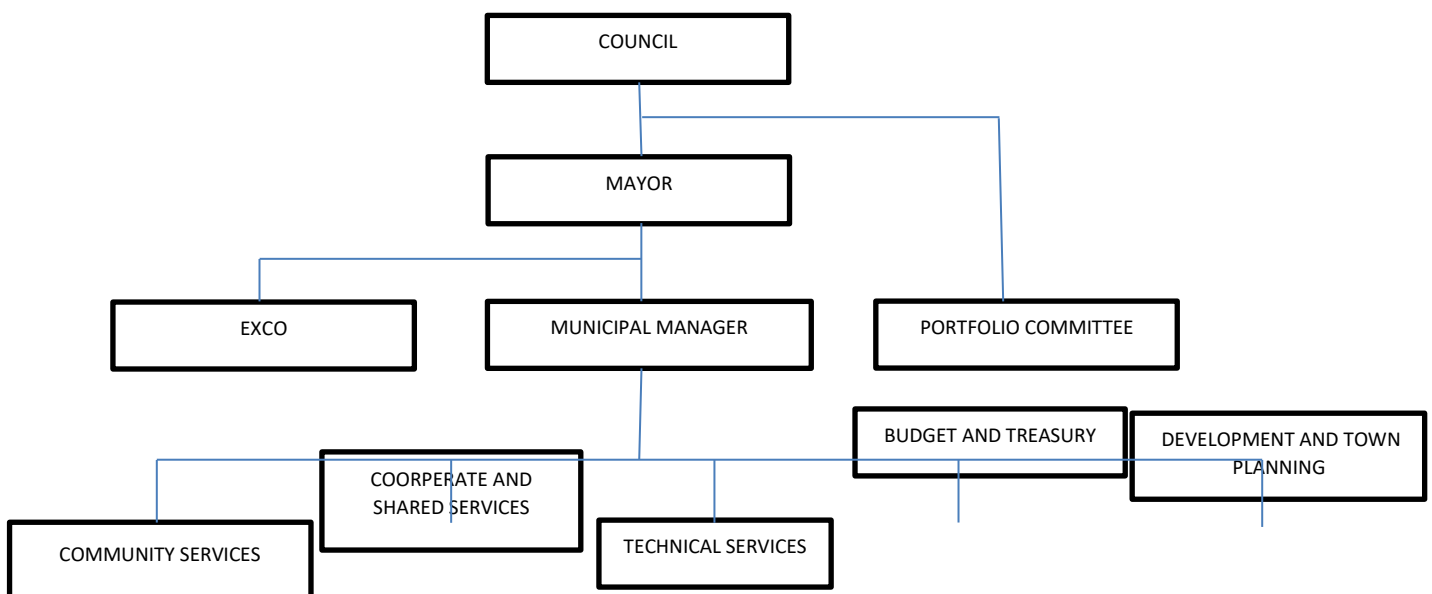 COUNCIL
MAYOR
EXCO
MUNICIPAL MANAGER
PORTFOLIO COMMITTEE
BUDGET AND TREASURY
DEVELOPMENT AND TOWN
PLANNING
COORPERATE AND
SHARED SERVICES
COMMUNITY SERVICES
TECHNICAL SERVICES